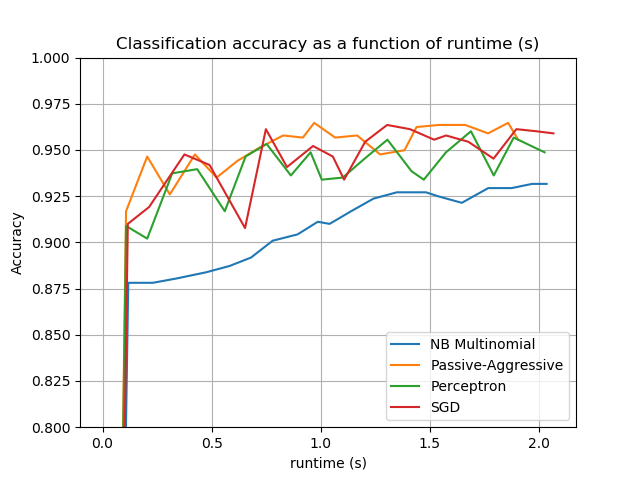 Classification accuracy as a function of runtime (s)
1.000
0.975
0.950
0.925
0.900
0.875
0.850
0.825
0.800
Accuracy
NB Multinomial
Passive-Aggressive
Perceptron
SGD
0.0 0.5 1.0 1.5 2.0
runtime (s)